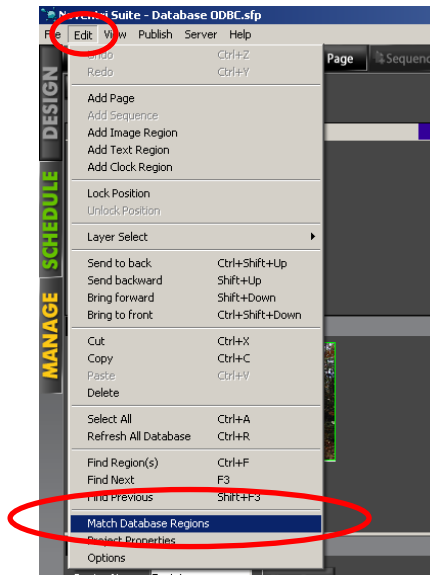 Noventri Suite - Database ODBC.sfp
File Edit View Publish Server Help
Undo Ctrl+Z
Redo Ctrl+Y
Page Sequenc
DESIGN
Add Page
Add Sequence
Add Image Region
Add Text Region
Add Clock Region
SCHEDULE
Lock Position
Unlock Position
Layer Select
Send to back Ctrl+Shift+Up
Send backward Shift+Up
Bring forward Shift+Down
Bring to front Ctrl+Shift+Down
MANAGE
Cut Ctrl+X
Copy Ctrl+C
Paste Ctrl+V
Delete
Select All Ctrl+A
Refresh All Database Ctrl+R
Find Region(s) Ctrl+F
Find Next F3
Find Previous Shift+F3
Match Database Regions
Project Properties
Options